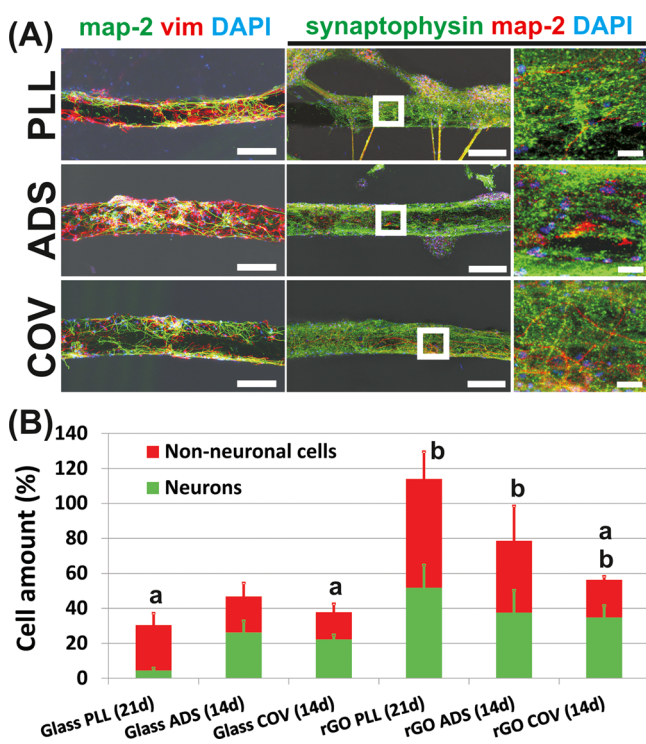 (A)
map-2 vim DAPI
synaptophysin map-2 DAPI
PLL
ADS
COV
(B)
140
120
100
80
60
40
20
0
Cell amount (%)
Non-neuronal cells
Neurons
a
a
b
b
a
b
Glass PLL (21d)
Glass ADS (14d)
Glass COV (14d)
rGO PLL (21d)
rGO ADS (14d)
rGO COV (14d)